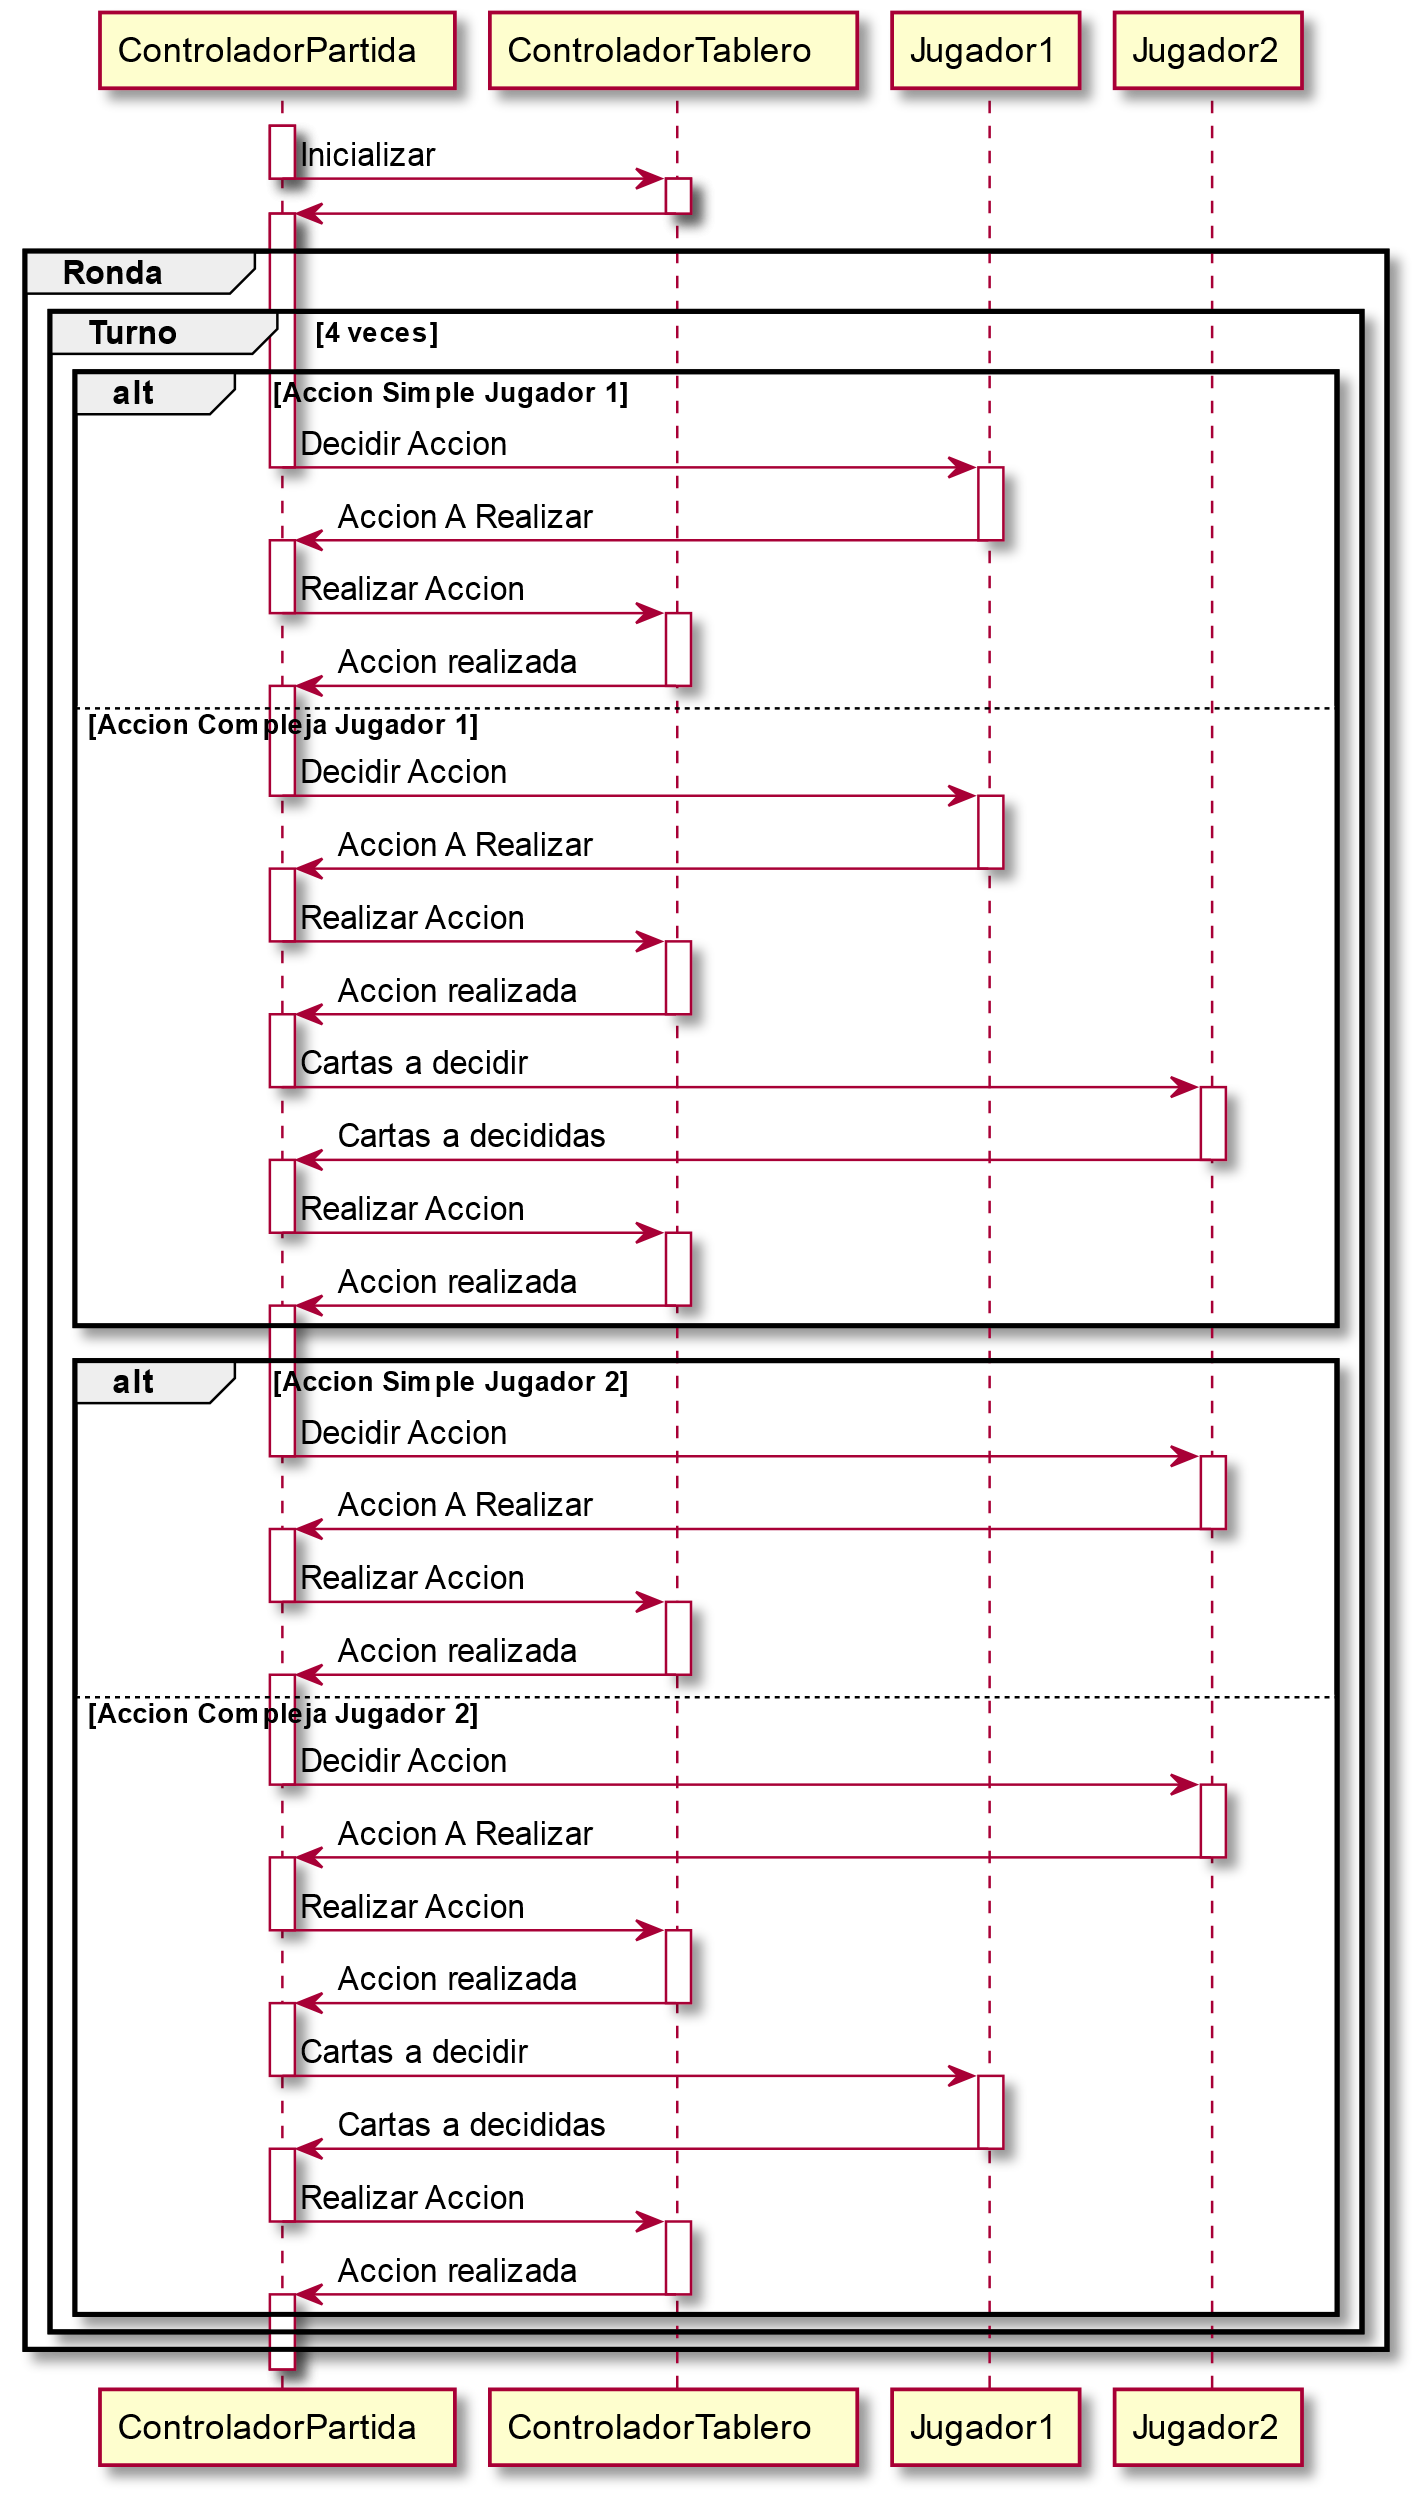 ControladorPartida ControladorTablero Jugador1 Jugador2
Inicializar
Ronda
Turno [4 veces]
alt [Accion Simple Jugador 1]
Decidir Accion
Accion A Realizar
Realizar Accion
Accion realizada
[Accion Compleja Jugador 1]
Decidir Accion
Accion A Realizar
Realizar Accion
Accion realizada
Cartas a decidir
Cartas a decididas
Realizar Accion
Accion realizada
alt [Accion Simple Jugador 2]
Decidir Accion
Accion A Realizar
Realizar Accion
Accion realizada
[Accion Compleja Jugador 2]
Decidir Accion
Accion A Realizar
Realizar Accion
Accion realizada
Cartas a decidir
Cartas a decididas
Realizar Accion
Accion realizada
ControladorPartida ControladorTablero Jugador1 Jugador2